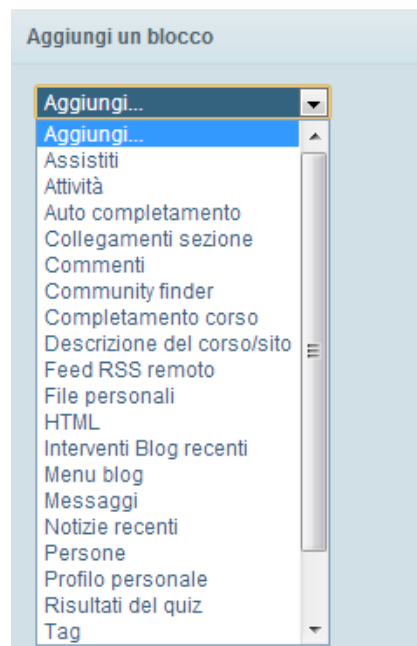 Aggiungi un blocco
Aggiungi...
Aggiungi...
Assistiti
Attività
Auto completamento
Collegamenti sezione
Commenti
Community finder
Completamento corso
Descrizione del corso/sito
Feed RSS remoto
File personali
HTML
Interventi Blog recenti
Menu blog
Messaggi
Notizie recenti
Persone
Profilo personale
Risultati del quiz
Tag